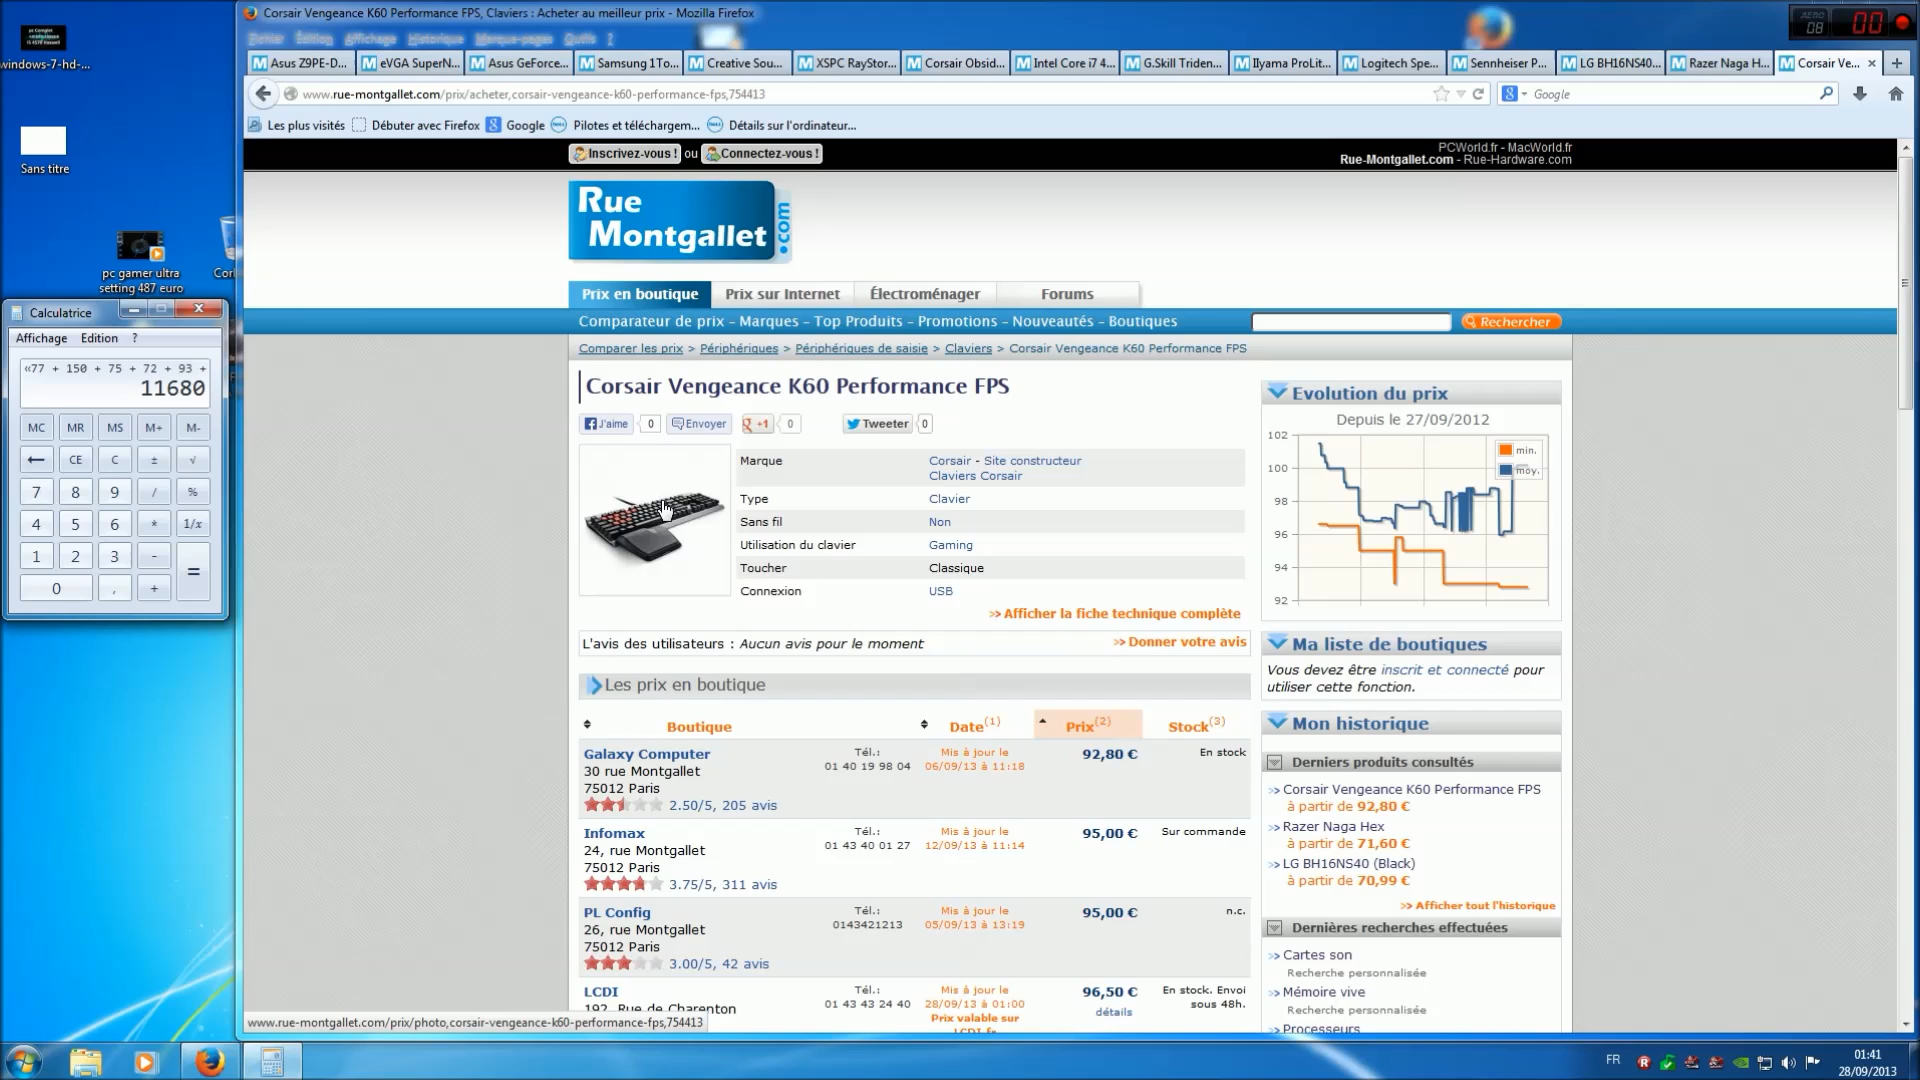 windows-7-hd-...
Sans titre
pc gamer ultra
setting 487 euro
Corb
Corsair Vengeance K60 Performance FPS, Claviers : Acheter au meilleur prix - Mozilla Firefox
Fichier Édition Affichage Historique Marque-pages Outils ?
AERO
08
00
Asus Z9PE-D...
eVGA SuperN...
Asus GeForce...
Samsung 1To...
Creative Sou...
XSPC RayStor...
Corsair Obsid...
Intel Core i7 4...
G.Skill Triden...
Iiyama ProLit...
Logitech Spe...
Sennheiser P...
LG BH16NS40...
Razer Naga H...
Corsair Ve...
www.rue-montgallet.com/prix/acheter,corsair-vengeance-k60-performance-fps,754413
Google
Les plus visités
Débuter avec Firefox
Google
Pilotes et téléchargem...
Détails sur l'ordinateur...
Inscrivez-vous ! ou Connectez-vous !
PCWorld.fr - MacWorld.fr
Rue-Montgallet.com - Rue-Hardware.com
Rue
Montgallet
.com
Prix en boutique
Prix sur Internet
Électroménager
Forums
Comparateur de prix - Marques - Top Produits - Promotions - Nouveautés - Boutiques
Rechercher
Comparer les prix > Périphériques > Périphériques de saisie > Claviers > Corsair Vengeance K60 Performance FPS
Corsair Vengeance K60 Performance FPS
J'aime 0 Envoyer +1 0 Tweeter 0
Marque Corsair - Site constructeur
Claviers Corsair
Type Clavier
Sans fil Non
Utilisation du clavier Gaming
Toucher Classique
Connexion USB
>> Afficher la fiche technique complète
L'avis des utilisateurs : Aucun avis pour le moment
>> Donner votre avis
Les prix en boutique
Boutique Date(1) Prix(2) Stock(3)
Galaxy Computer
30 rue Montgallet
75012 Paris
2.50/5, 205 avis
Tél.:
01 40 19 98 04
Mis à jour le
06/09/13 à 11:18
92,80 €
En stock
Infomax
24, rue Montgallet
75012 Paris
3.75/5, 311 avis
Tél.:
01 43 40 01 27
Mis à jour le
12/09/13 à 11:14
95,00 €
Sur commande
PL Config
26, rue Montgallet
75012 Paris
3.00/5, 42 avis
Tél.:
0143421213
Mis à jour le
05/09/13 à 13:19
95,00 €
n.c.
LCDI
192, Rue de Charenton
Tél.:
01 43 43 24 40
Mis à jour le
28/09/13 à 01:00
Prix valable sur
LCDI.fr
96,50 €
détails
En stock. Envoi
sous 48h.
Evolution du prix
Depuis le 27/09/2012
102
100
98
96
94
92
min.
moy.
Ma liste de boutiques
Vous devez être inscrit et connecté pour
utiliser cette fonction.
Mon historique
Derniers produits consultés
>> Corsair Vengeance K60 Performance FPS
à partir de 92,80 €
>> Razer Naga Hex
à partir de 71,60 €
>> LG BH16NS40 (Black)
à partir de 70,99 €
>> Afficher tout l'historique
Dernières recherches effectuées
>> Cartes son
Recherche personnalisée
>> Mémoire vive
Recherche personnalisée
>> Processeurs
www.rue-montgallet.com/prix/photo,corsair-vengeance-k60-performance-fps,754413
Calculatrice
Affichage Edition ?
«77 + 150 + 75 + 72 + 93 +
11680
MC MR MS M+ M-
← CE C ± √
7 8 9 / %
4 5 6 * 1/x
1 2 3 - =
0 , +
FR
01:41
28/09/2013